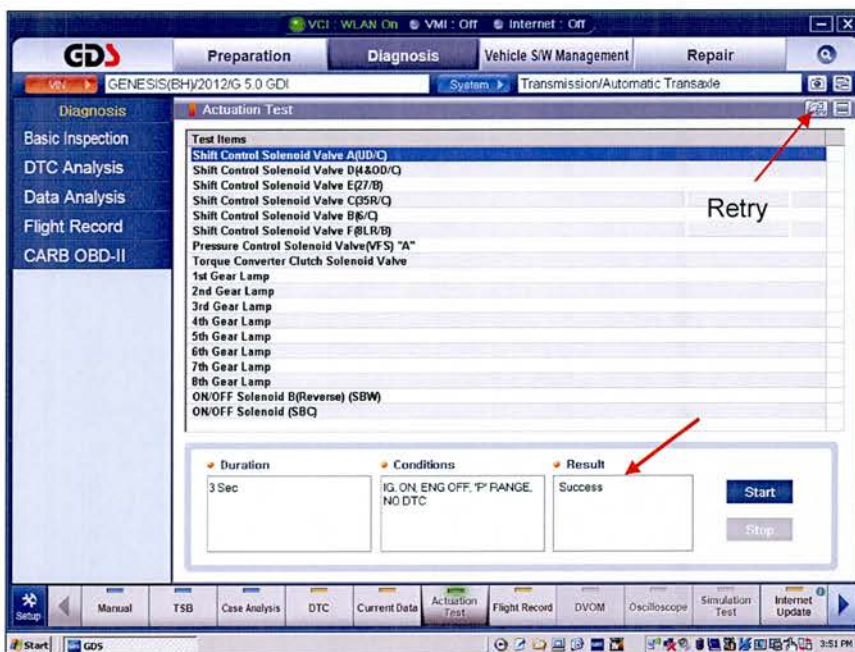 VCI : WLAN On VMI : Off Internet : Off
GDS Preparation Diagnosis Vehicle S/W Management Repair
VIN GENESIS(BH)/2012/G 5.0 GDI System Transmission/Automatic Transaxle
Diagnosis
Basic Inspection
DTC Analysis
Data Analysis
Flight Record
CARB OBD-II
Actuation Test
Retry
Test Items
Shift Control Solenoid Valve A(UD/C)
Shift Control Solenoid Valve D(4&OD/C)
Shift Control Solenoid Valve E(27/B)
Shift Control Solenoid Valve C(35R/C)
Shift Control Solenoid Valve B(6/C)
Shift Control Solenoid Valve F(8LR/B)
Pressure Control Solenoid Valve(VFS) "A"
Torque Converter Clutch Solenoid Valve
1st Gear Lamp
2nd Gear Lamp
3rd Gear Lamp
4th Gear Lamp
5th Gear Lamp
6th Gear Lamp
7th Gear Lamp
8th Gear Lamp
ON/OFF Solenoid B(Reverse) (SBW)
ON/OFF Solenoid (SBC)
Duration
3 Sec
Conditions
IG. ON, ENG OFF, 'P' RANGE,
NO DTC
Result
Success
Start
Stop
Setup Manual TSB Case Analysis DTC Current Data Actuation Test Flight Record DVOM Oscilloscope Simulation Test Internet Update
Start GDS 3:51 PM